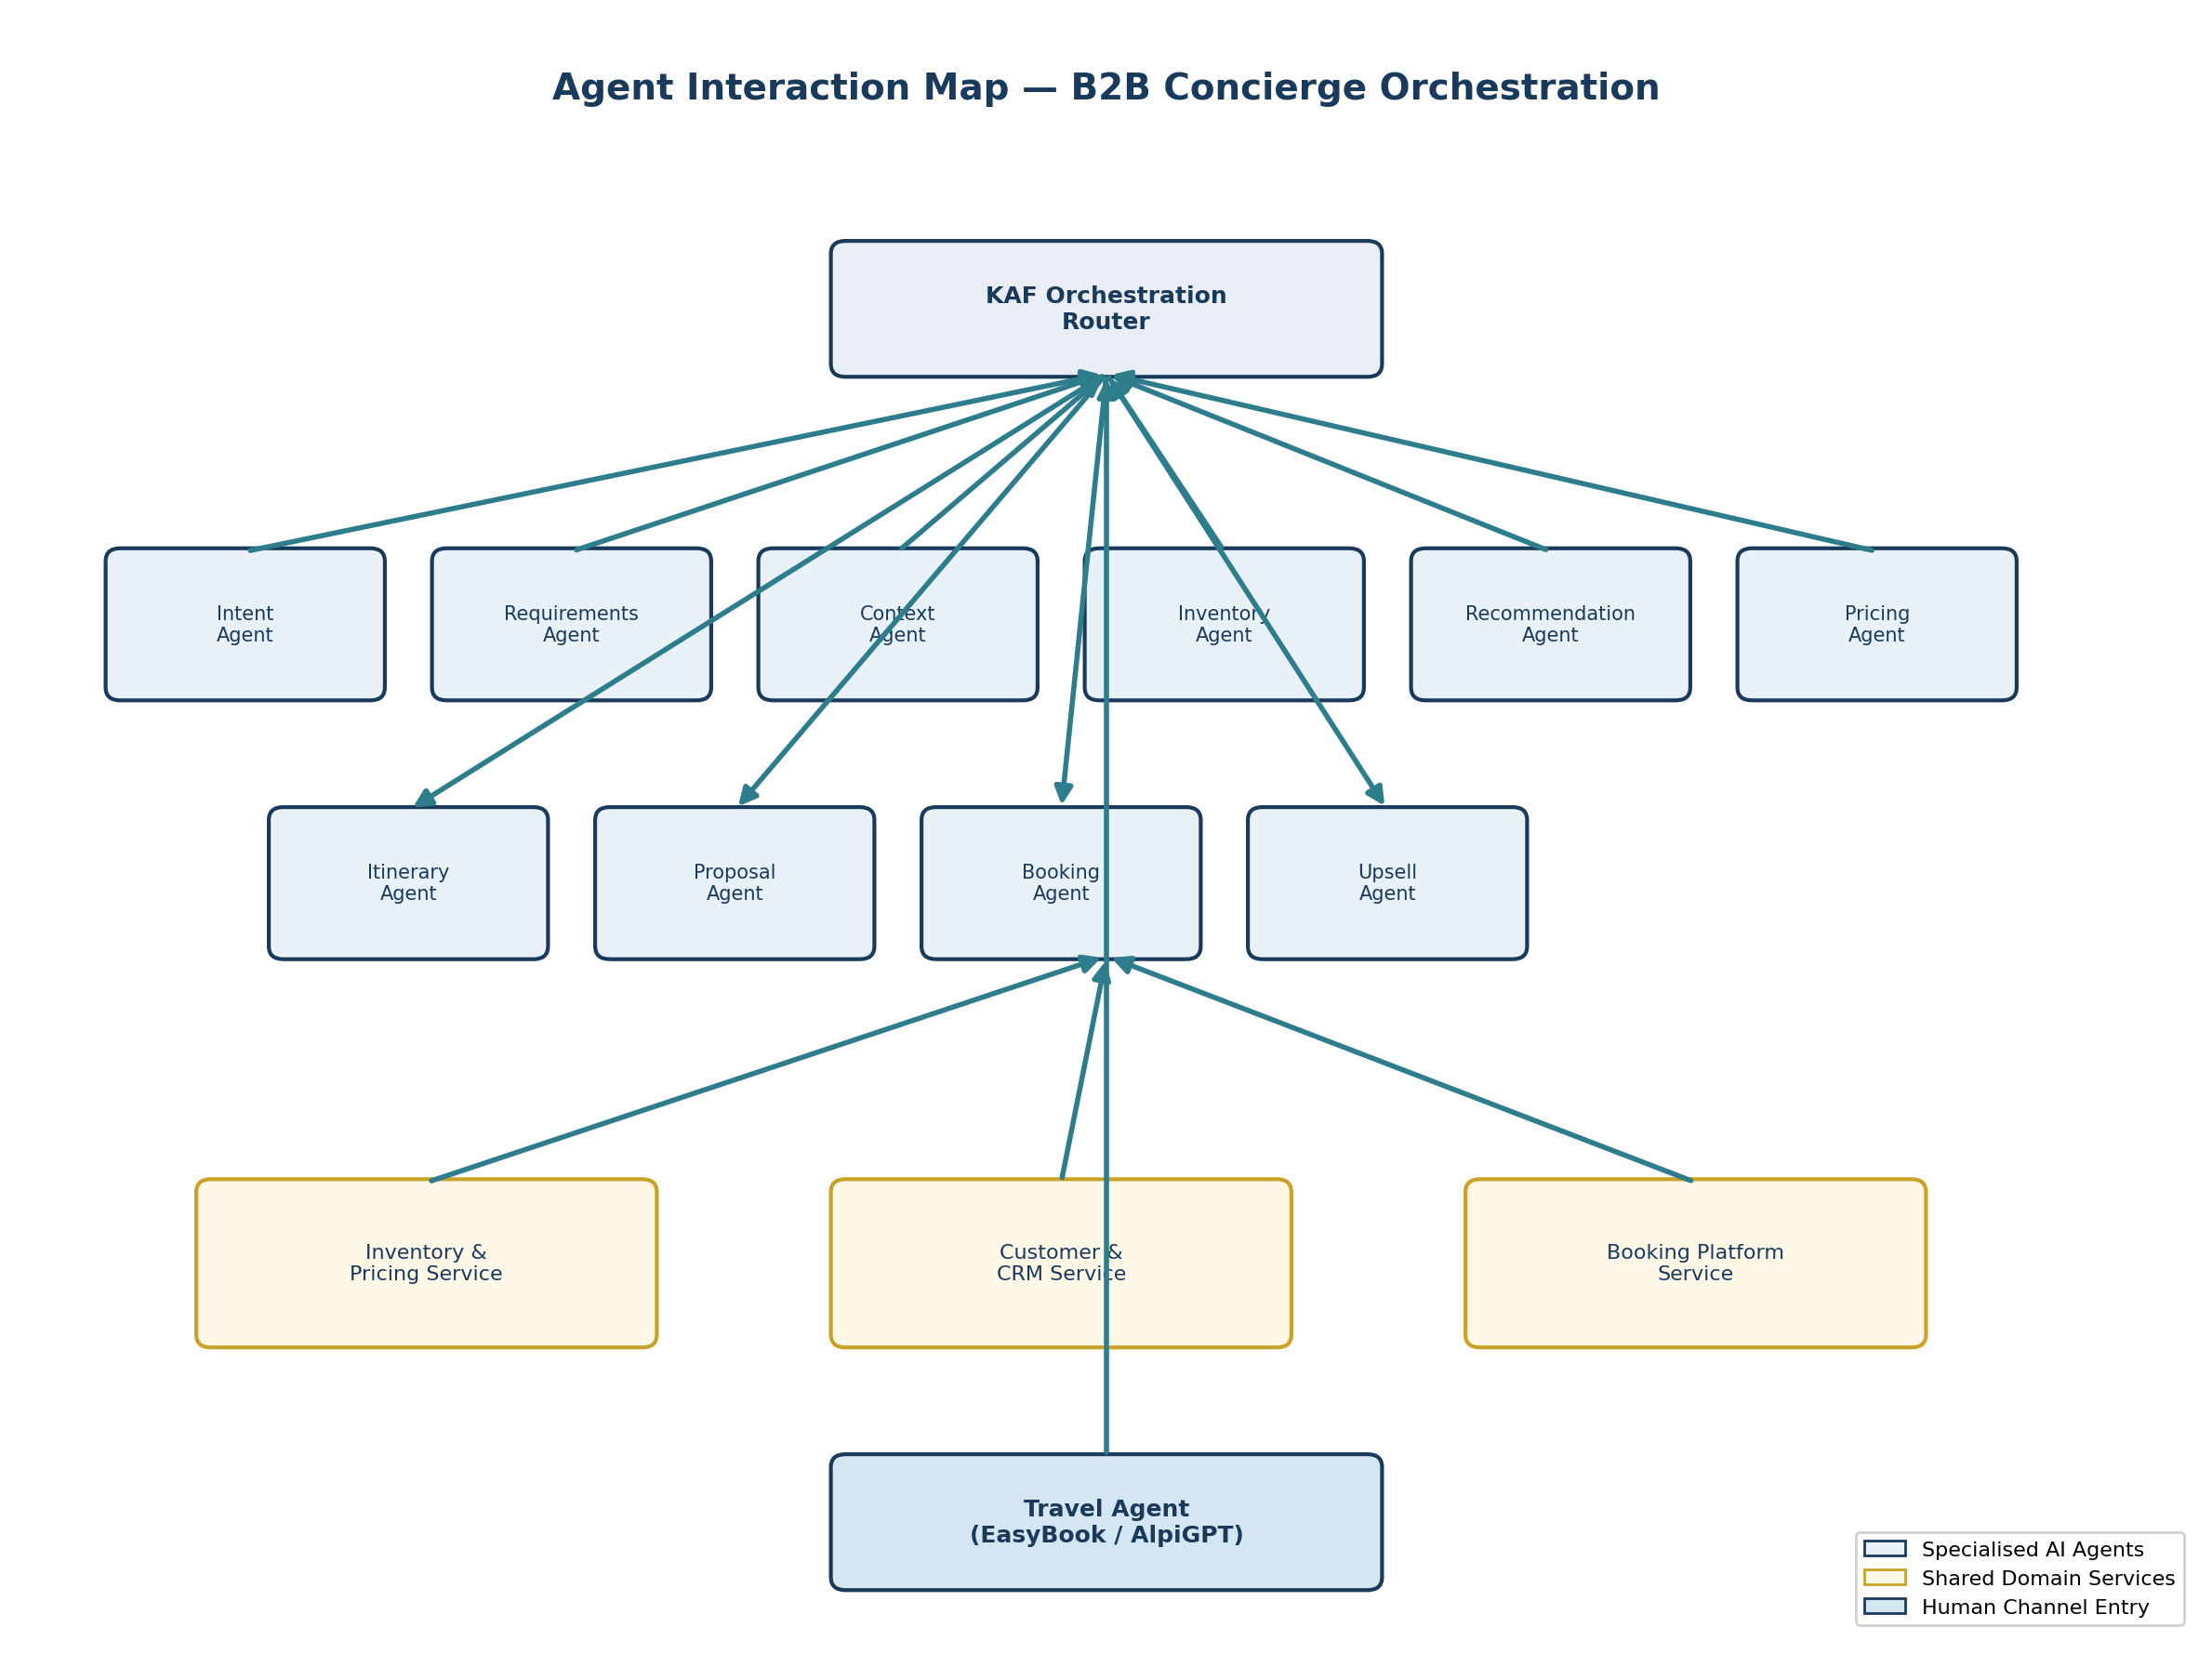 Agent Interaction Map — B2B Concierge Orchestration
KAF Orchestration
Router
Intent
Agent
Requirements
Agent
Context
Agent
Inventory
Agent
Recommendation
Agent
Pricing
Agent
Itinerary
Agent
Proposal
Agent
Booking
Agent
Upsell
Agent
Inventory &
Pricing Service
Customer &
CRM Service
Booking Platform
Service
Travel Agent
(EasyBook / AlpiGPT)
Specialised AI Agents
Shared Domain Services
Human Channel Entry